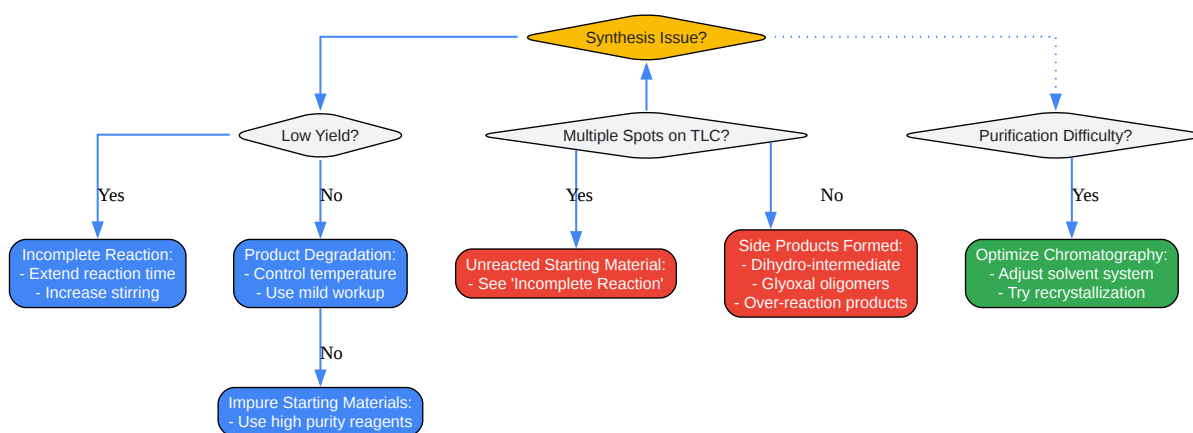 Synthesis Issue?
Low Yield?
Multiple Spots on TLC?
Purification Difficulty?
Yes
No
Yes
No
Yes
Incomplete Reaction:
- Extend reaction time
- Increase stirring
Product Degradation:
- Control temperature
- Use mild workup
Unreacted Starting Material:
- See 'Incomplete Reaction'
Side Products Formed:
- Dihydro-intermediate
- Glyoxal oligomers
- Over-reaction products
Optimize Chromatography:
- Adjust solvent system
- Try recrystallization
No
Impure Starting Materials:
- Use high purity reagents